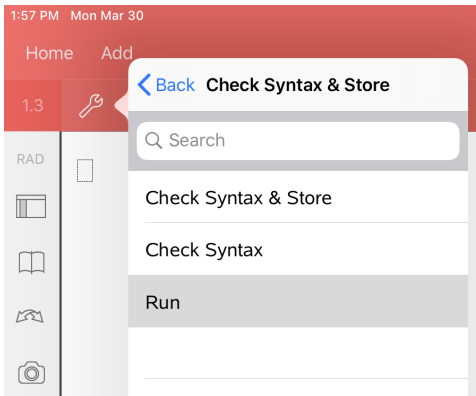 1:57 PM Mon Mar 30
Home Add
Back Check Syntax & Store
1.3
Search
RAD
Check Syntax & Store
Check Syntax
Run